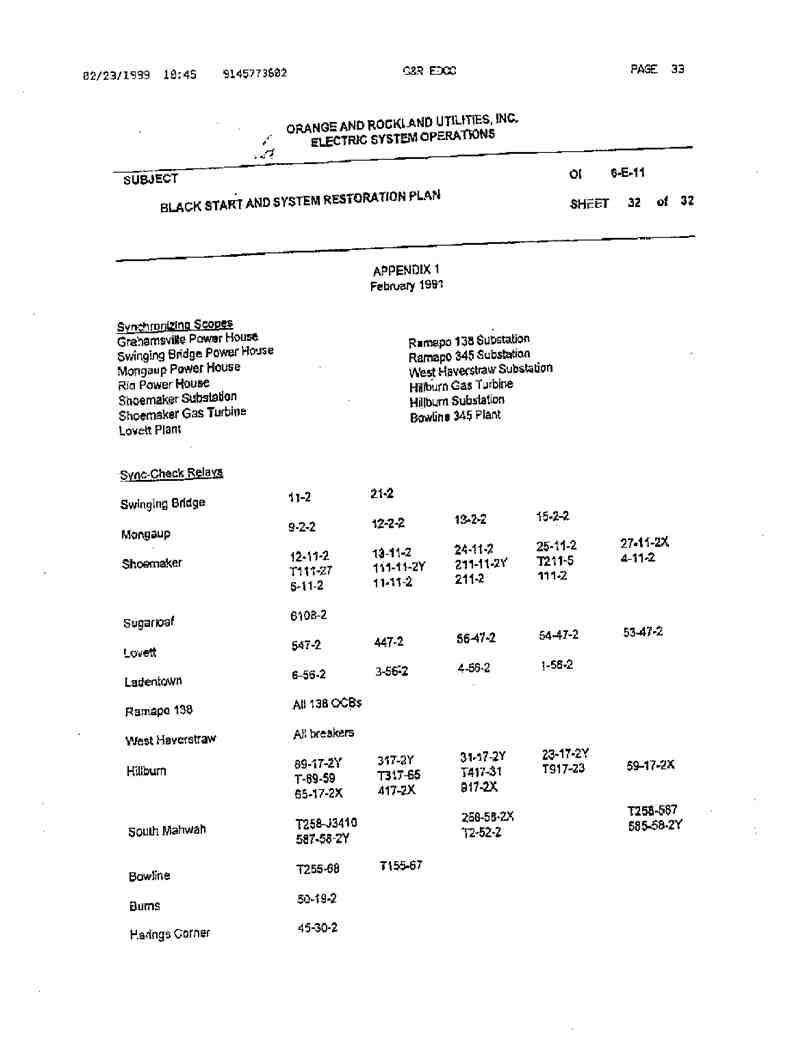 02/23/1999 10:45 9145773602 O&R EDCC PAGE 33
ORANGE AND ROCKLAND UTILITIES, INC.
ELECTRIC SYSTEM OPERATIONS
SUBJECT OI 6-E-11
BLACK START AND SYSTEM RESTORATION PLAN SHEET 32 of 32
APPENDIX 1
February 1991
Synchronizing Scopes
Grahamsville Power House
Swinging Bridge Power House
Mongaup Power House
Rio Power House
Shoemaker Substation
Shoemaker Gas Turbine
Lovett Plant
Ramapo 138 Substation
Ramapo 345 Substation
West Haverstraw Substation
Hillburn Gas Turbine
Hillburn Substation
Bowline 345 Plant
Sync-Check Relays
Swinging Bridge 11-2 21-2
Mongaup 9-2-2 12-2-2 13-2-2 15-2-2
Shoemaker 12-11-2 13-11-2 24-11-2 25-11-2 27-11-2X
T111-27 111-11-2Y 211-11-2Y T211-5 4-11-2
5-11-2 11-11-2 211-2 111-2
Sugarloaf 6108-2
Lovett 547-2 447-2 56-47-2 54-47-2 53-47-2
Ladentown 6-56-2 3-56-2 4-56-2 1-56-2
Ramapo 138 All 138 OCBs
West Haverstraw All breakers
Hillburn 69-17-2Y 317-2Y 31-17-2Y 23-17-2Y 59-17-2X
T-69-59 T317-65 T417-31 T917-23
65-17-2X 417-2X 917-2X
South Mahwah T258-J3410 258-58-2X T258-587
587-58-2Y T2-52-2 585-58-2Y
Bowline T255-68 T155-67
Burns 50-19-2
Harings Corner 45-30-2